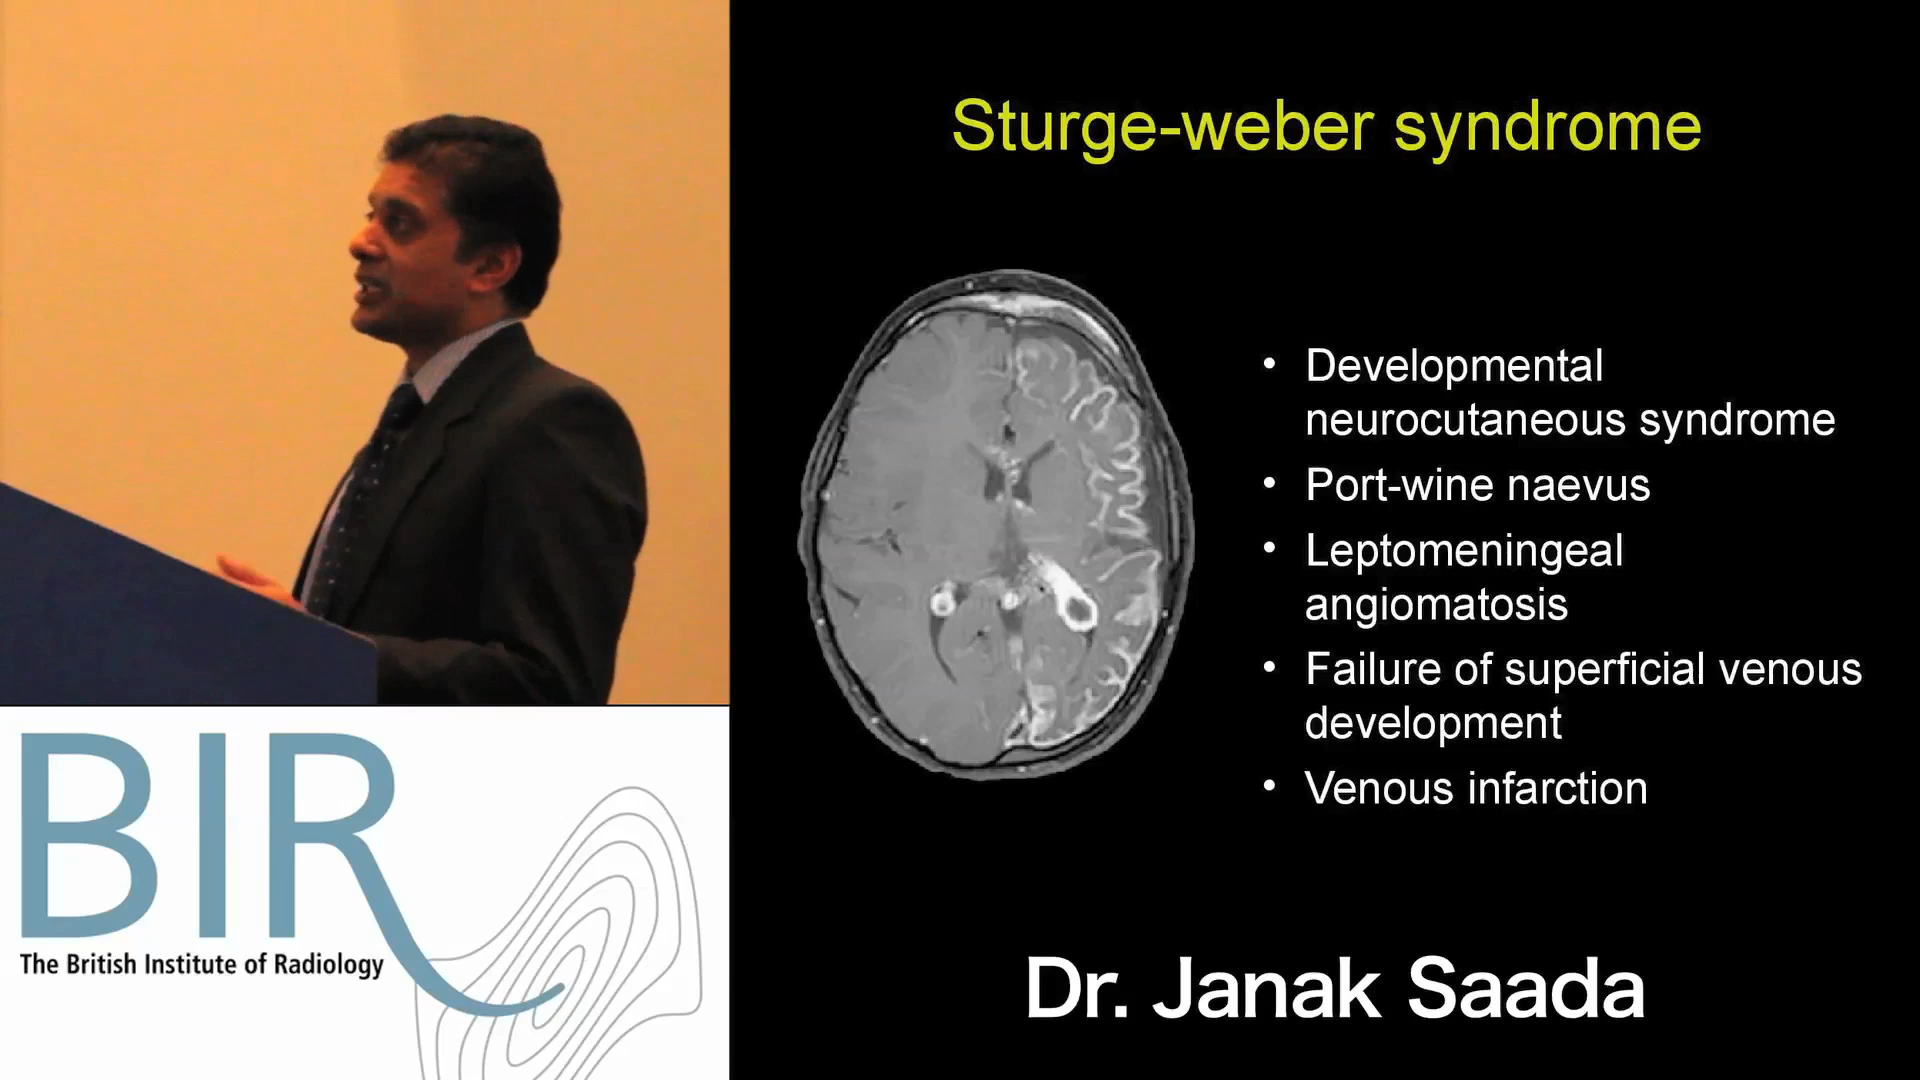 Sturge-weber syndrome
• Developmental
neurocutaneous syndrome
• Port-wine naevus
• Leptomeningeal
angiomatosis
• Failure of superficial venous
development
• Venous infarction
Dr. Janak Saada
BIR
The British Institute of Radiology